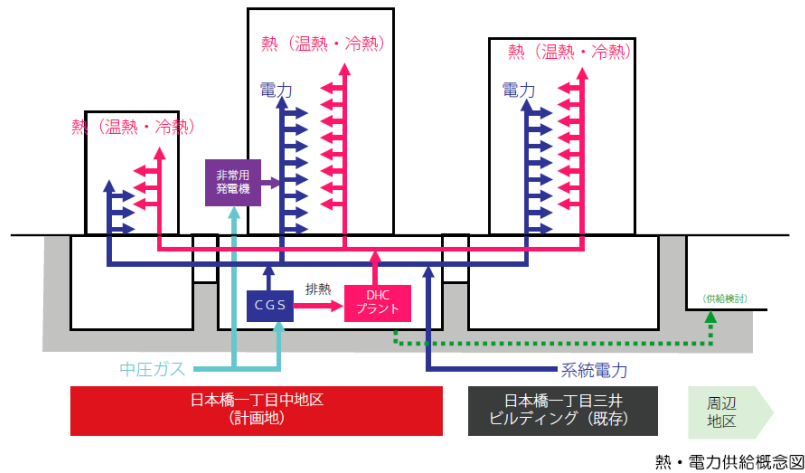 熱（温熱・冷熱）
熱（温熱・冷熱）
電力
電力
熱（温熱・冷熱）
非常用
発電機
CGS
排熱
DHC
プラント
（供給検討）
中圧ガス
系統電力
日本橋一丁目中地区
（計画地）
日本橋一丁目三井
ビルディング（既存）
周辺
地区
熱・電力供給概念図